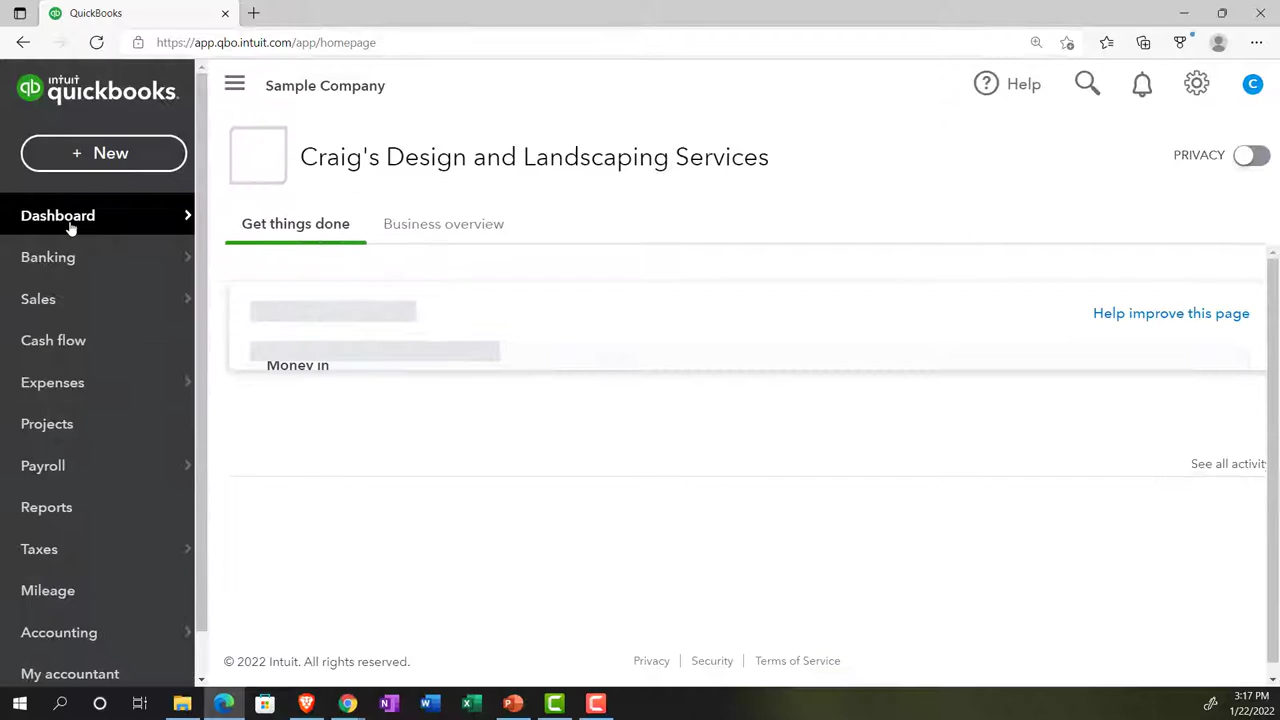 QuickBooks
https://app.qbo.intuit.com/app/homepage
intuit
quickbooks.
Sample Company
Help
C
+ New
Craig's Design and Landscaping Services
PRIVACY
Dashboard
Get things done
Business overview
Banking
Sales
Help improve this page
Cash flow
Money in
Expenses
Projects
Payroll
See all activit
Reports
Taxes
Mileage
Accounting
My accountant
© 2022 Intuit. All rights reserved.
Privacy
Security
Terms of Service
3:17 PM
1/22/2022